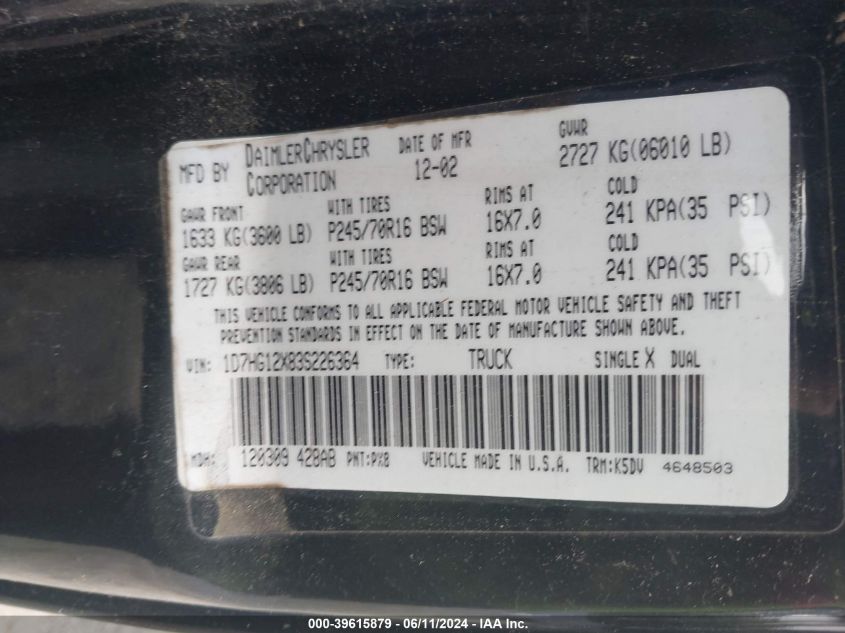 MFD BY DAIMLERCHRYSLER CORPORATION DATE OF MFR 12-02 GVWR 2727 KG(06010 LB)
GAWR FRONT WITH TIRES RIMS AT COLD
1633 KG(3600 LB) P245/70R16 BSW 16X7.0 241 KPA(35 PSI)
GAWR REAR WITH TIRES RIMS AT COLD
1727 KG(3806 LB) P245/70R16 BSW 16X7.0 241 KPA(35 PSI)
THIS VEHICLE CONFORMS TO ALL APPLICABLE FEDERAL MOTOR VEHICLE SAFETY AND THEFT
PREVENTION STANDARDS IN EFFECT ON THE DATE OF MANUFACTURE SHOWN ABOVE.
VIN: 1D7HG12X83S226364 TYPE: TRUCK SINGLE X DUAL
MDH: 120309 428AB PNT:PX8 VEHICLE MADE IN U.S.A. TRM:K5DV 4648503
000-39615879 - 06/11/2024 - IAAI.com